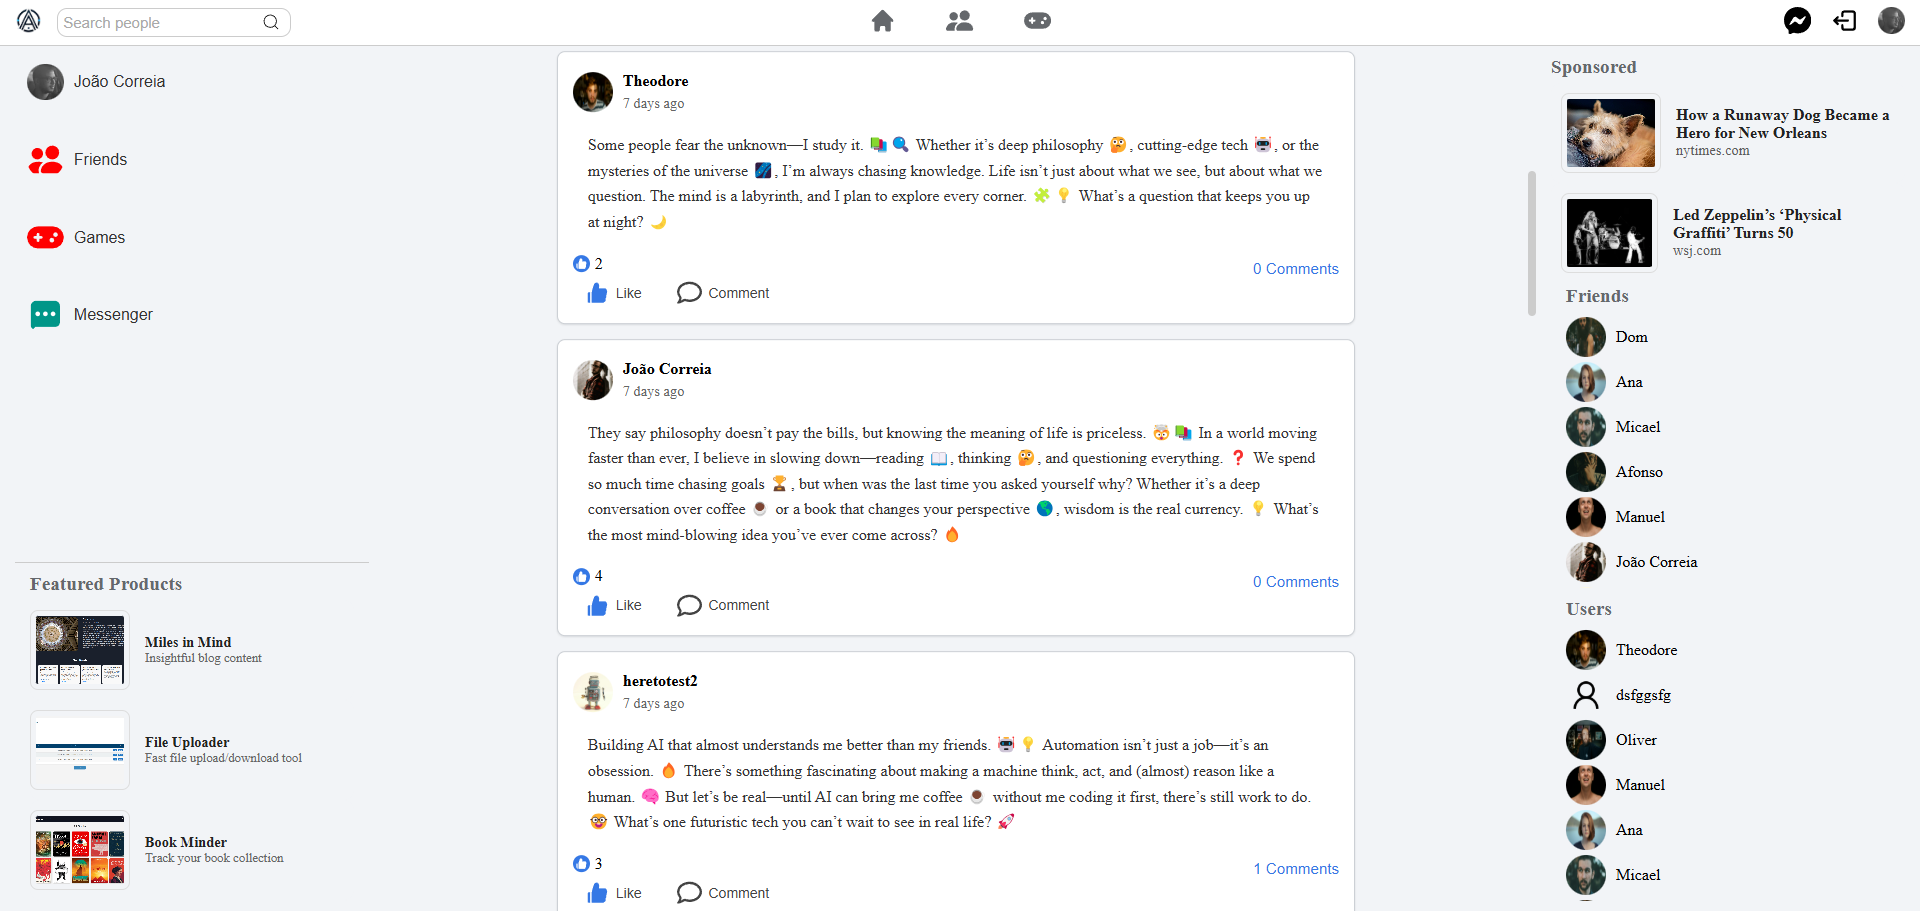 Search people
João Correia
Friends
Games
Messenger
Featured Products
Miles in Mind
Insightful blog content
File Uploader
Fast file upload/download tool
Book Minder
Track your book collection
Theodore
7 days ago
Some people fear the unknown—I study it. 📚 🔍 Whether it’s deep philosophy 🤔, cutting-edge tech 🤖, or the
mysteries of the universe 🌌, I’m always chasing knowledge. Life isn’t just about what we see, but about what we
question. The mind is a labyrinth, and I plan to explore every corner. 🧩 💡 What’s a question that keeps you up
at night? 🌙
2
0 Comments
Like
Comment
João Correia
7 days ago
They say philosophy doesn’t pay the bills, but knowing the meaning of life is priceless. 🤯 📚 In a world moving
faster than ever, I believe in slowing down—reading 📖, thinking 🤔, and questioning everything. ❓ We spend
so much time chasing goals 🏆, but when was the last time you asked yourself why? Whether it’s a deep
conversation over coffee ☕ or a book that changes your perspective 🌎, wisdom is the real currency. 💡 What’s
the most mind-blowing idea you’ve ever come across? 🔥
4
0 Comments
Like
Comment
heretotest2
7 days ago
Building AI that almost understands me better than my friends. 🤖 💡 Automation isn’t just a job—it’s an
obsession. 🔥 There’s something fascinating about making a machine think, act, and (almost) reason like a
human. 🧠 But let’s be real—until AI can bring me coffee ☕ without me coding it first, there’s still work to do.
🤓 What’s one futuristic tech you can’t wait to see in real life? 🚀
3
1 Comments
Like
Comment
Sponsored
How a Runaway Dog Became a
Hero for New Orleans
nytimes.com
Led Zeppelin’s ‘Physical
Graffiti’ Turns 50
wsj.com
Friends
Dom
Ana
Micael
Afonso
Manuel
João Correia
Users
Theodore
dsfggsfg
Oliver
Manuel
Ana
Micael